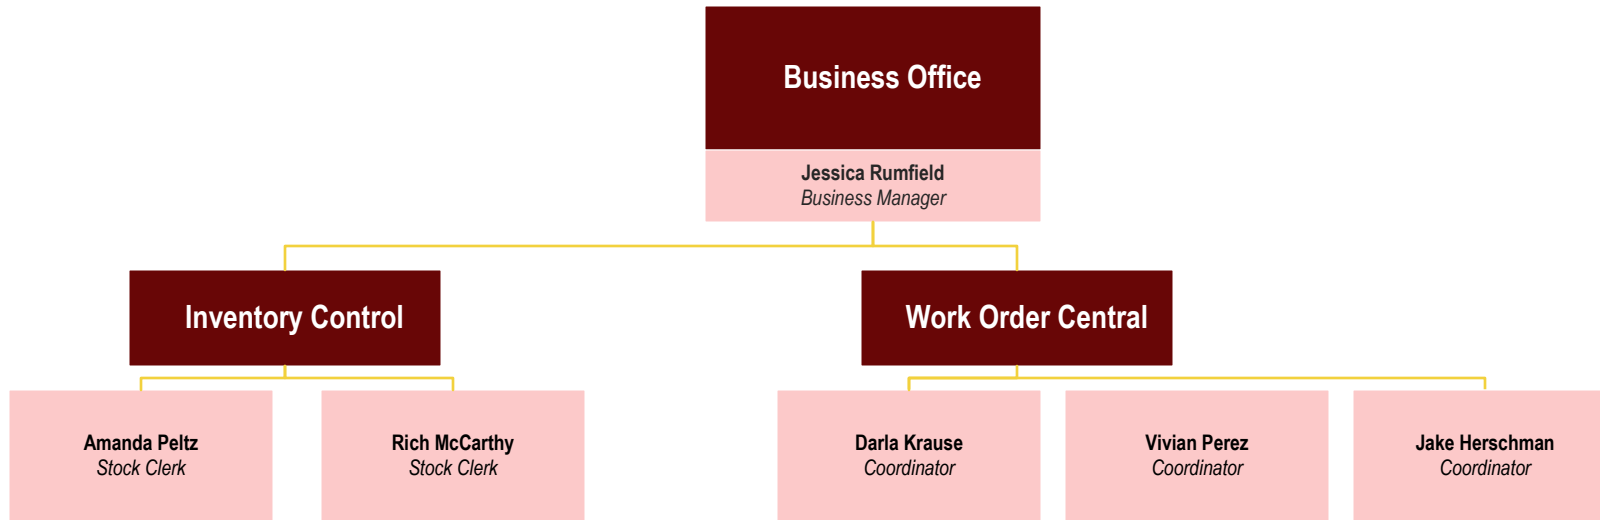 Business Office
Jessica Rumfield
Business Manager
Inventory Control
Work Order Central
Amanda Peltz
Stock Clerk
Rich McCarthy
Stock Clerk
Darla Krause
Coordinator
Vivian Perez
Coordinator
Jake Herschman
Coordinator